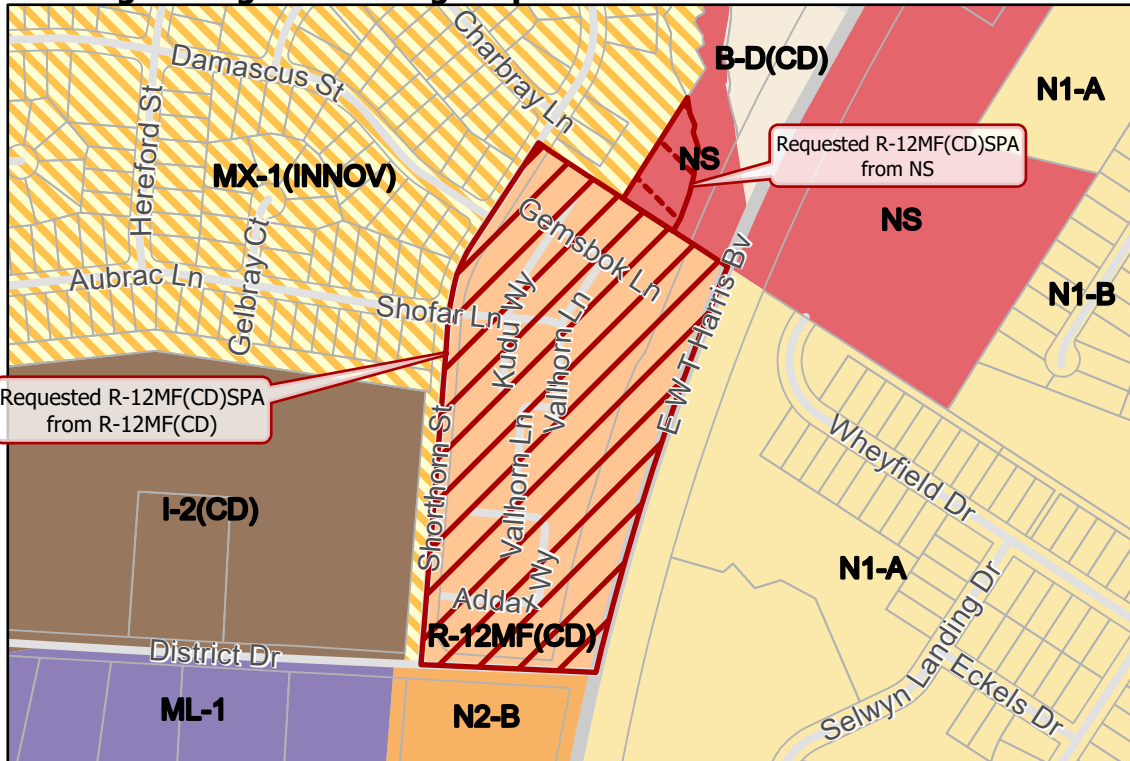 B-D(CD)
Charbray Ln
Damascus St
N1-A
Hereford St
NS
Requested R-12MF(CD)SPA
from NS
MX-1(INNOV)
NS
Gelbray Ct
Gemsbok Ln
Aubrac Ln
Shofar Ln
Kudu Wy
Vallhorn Ln
E W T Harris Bv
N1-B
Requested R-12MF(CD)SPA
from R-12MF(CD)
Shorthorn St
Vallhorn Ln
Wheyfield Dr
I-2(CD)
N1-A
Addax Wy
R-12MF(CD)
District Dr
Selwyn Landing Dr
Eckels Dr
ML-1
N2-B